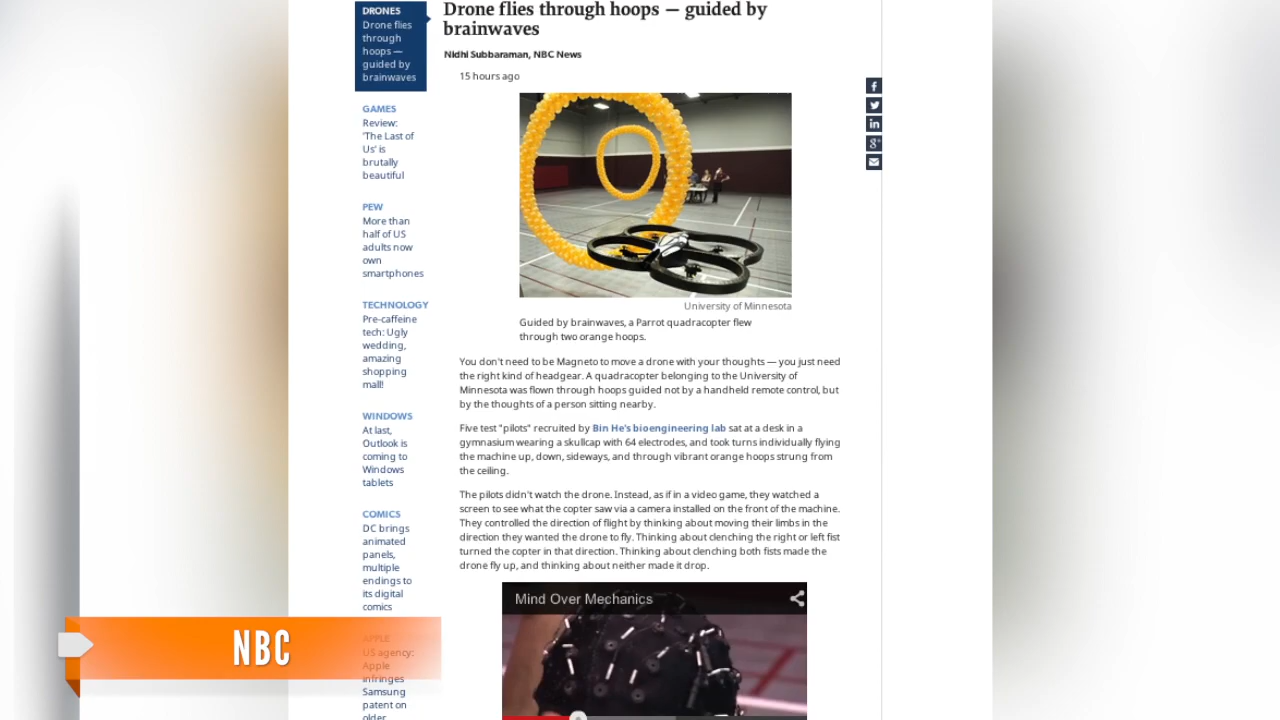 DRONES
Drone flies
through
hoops —
guided by
brainwaves
GAMES
Review:
'The Last of
Us' is
brutally
beautiful
PEW
More than
half of US
adults now
own
smartphones
TECHNOLOGY
Pre-caffeine
tech: Ugly
wedding,
amazing
shopping
mall!
WINDOWS
At last,
Outlook is
coming to
Windows
tablets
COMICS
DC brings
animated
panels,
multiple
endings to
its digital
comics
APPLE
US agency:
Apple
infringes
Samsung
patent on
older
Drone flies through hoops — guided by
brainwaves
Nidhi Subbaraman, NBC News
15 hours ago
University of Minnesota
Guided by brainwaves, a Parrot quadracopter flew
through two orange hoops.
You don't need to be Magneto to move a drone with your thoughts — you just need
the right kind of headgear. A quadracopter belonging to the University of
Minnesota was flown through hoops guided not by a handheld remote control, but
by the thoughts of a person sitting nearby.
Five test "pilots" recruited by Bin He's bioengineering lab sat at a desk in a
gymnasium wearing a skullcap with 64 electrodes, and took turns individually flying
the machine up, down, sideways, and through vibrant orange hoops strung from
the ceiling.
The pilots didn't watch the drone. Instead, as if in a video game, they watched a
screen to see what the copter saw via a camera installed on the front of the machine.
They controlled the direction of flight by thinking about moving their limbs in the
direction they wanted the drone to fly. Thinking about clenching the right or left fist
turned the copter in that direction. Thinking about clenching both fists made the
drone fly up, and thinking about neither made it drop.
Mind Over Mechanics
NBC